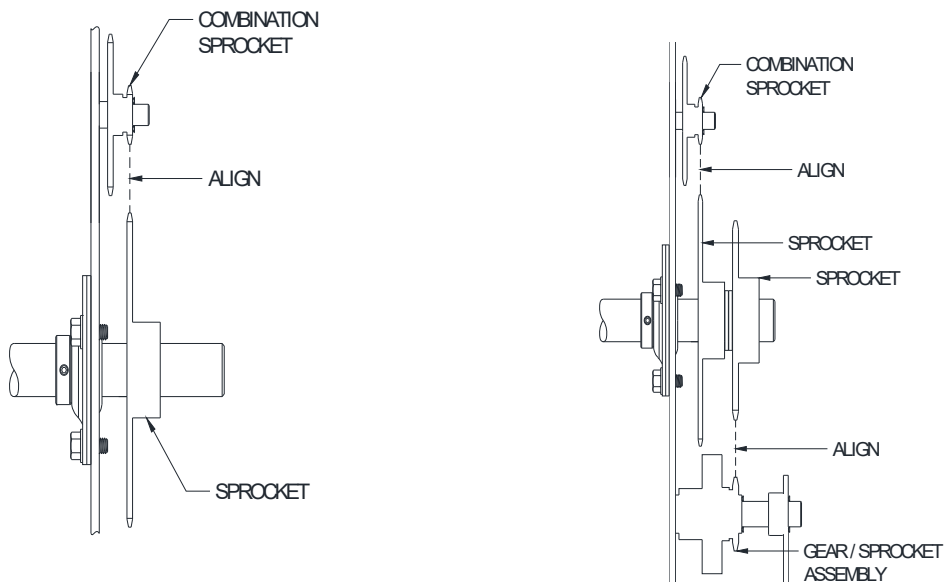 COMBINATION
SPROCKET
ALIGN
SPROCKET
COMBINATION
SPROCKET
ALIGN
SPROCKET
SPROCKET
ALIGN
GEAR / SPROCKET
ASSEMBLY